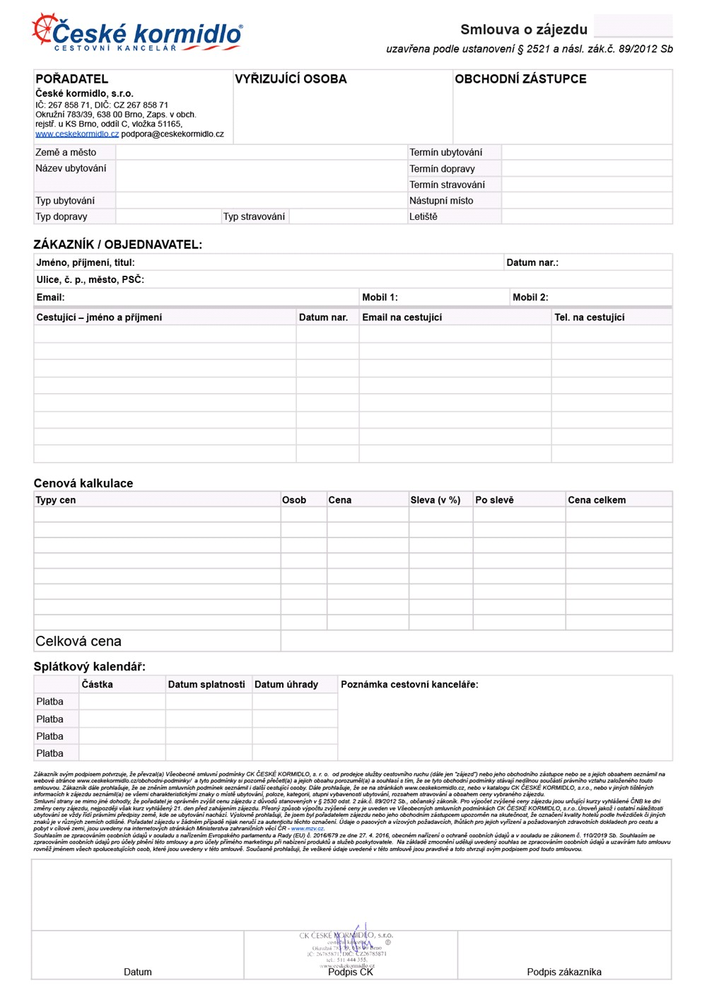 České kormidlo®
CESTOVNÍ KANCELÁŘ
Smlouva o zájezdu
uzavřena podle ustanovení § 2521 a násl. zák.č. 89/2012 Sb
POŘADATEL
České kormidlo, s.r.o.
IČ: 267 858 71, DIČ: CZ 267 858 71
Okružní 783/39, 638 00 Brno, Zaps. v obch.
rejstř. u KS Brno, oddíl C, vložka 51165,
www.ceskekormidlo.cz podpora@ceskekormidlo.cz
VYŘIZUJÍCÍ OSOBA
OBCHODNÍ ZÁSTUPCE
Země a město
Termín ubytování
Název ubytování
Termín dopravy
Termín stravování
Typ ubytování
Nástupní místo
Typ dopravy
Typ stravování
Letiště
ZÁKAZNÍK / OBJEDNAVATEL:
Jméno, příjmení, titul:
Datum nar.:
Ulice, č. p., město, PSČ:
Email:
Mobil 1:
Mobil 2:
Cestující – jméno a příjmení
Datum nar.
Email na cestující
Tel. na cestující
Cenová kalkulace
Typy cen
Osob
Cena
Sleva (v %)
Po slevě
Cena celkem
Celková cena
Splátkový kalendář:
Částka
Datum splatnosti
Datum úhrady
Poznámka cestovní kanceláře:
Platba
Platba
Platba
Platba
Zákazník svým podpisem potvrzuje, že převzal(a) Všeobecné smluvní podmínky CK ČESKÉ KORMIDLO, s. r. o. od prodejce služby cestovního ruchu (dále jen "zájezd") nebo jeho obchodního zástupce nebo se s jejich obsahem seznámil na
webové stránce www.ceskekormidlo.cz/obchodni-podminky/ a tyto podmínky si pozorně přečetl(a) a jejich obsahu porozuměl(a) a souhlasí s tím, že se tyto obchodní podmínky stávají nedílnou součástí právního vztahu založeného touto
smlouvou. Zákazník dále prohlašuje, že se zněním smluvních podmínek seznámil i další cestující osoby. Dále prohlašuje, že se na stránkách www.ceskekormidlo.cz, nebo v katalogu CK ČESKÉ KORMIDLO, s.r.o., nebo v jiných tištěných
informacích k zájezdu seznámil(a) se všemi charakteristickými znaky o místě ubytování, poloze, kategorii, stupni vybavenosti ubytování, rozsahem stravování a obsahem ceny vybraného zájezdu.
Smluvní strany se mimo jiné dohodly, že pořadatel je oprávněn zvýšit cenu zájezdu z důvodů stanovených v § 2530 odst. 2 zák.č. 89/2012 Sb., občanský zákoník. Pro výpočet zvýšené ceny zájezdu jsou určující kurzy vyhlášené ČNB ke dni
změny ceny zájezdu, nejpozději však kurz vyhlášený 21. den před zahájením zájezdu. Přesný způsob výpočtu zvýšené ceny je uveden ve Všeobecných smluvních podmínkách CK ČESKÉ KORMIDLO, s.r.o..Úroveň jakož i ostatní náležitosti
ubytování se vždy řídí právními předpisy země, kde se ubytování nachází. Výslovně prohlašuji, že jsem byl pořadatelem zájezdu nebo jeho obchodním zástupcem upozorněn na skutečnost, že označení kvality hotelů podle hvězdiček či jiných
znaků je v různých zemích odlišné. Pořadatel zájezdu v žádném případě nijak neručí za autenticitu těchto označení. Údaje o pasových a vízových požadavcích, lhůtách pro jejich vyřízení a požadovaných zdravotních dokladech pro cestu a
pobyt v cílové zemi, jsou uvedeny na internetových stránkách Ministerstva zahraničních věcí ČR - www.mzv.cz.
Souhlasím se zpracováním osobních údajů v souladu s nařízením Evropského parlamentu a Rady (EU) č. 2016/679 ze dne 27. 4. 2016, obecném nařízení o ochraně osobních údajů a v souladu se zákonem č. 110/2019 Sb. Souhlasím se
zpracováním osobních údajů pro účely plnění této smlouvy a pro účely přímého marketingu při nabízení produktů a služeb poskytovatele. Na základě zmocnění uděluji uvedený souhlas se zpracováním osobních údajů a uzavírám tuto smlouvu
rovněž jménem všech spolucestujících osob, které jsou uvedeny v této smlouvě. Současně prohlašuji, že veškeré údaje uvedené v této smlouvě jsou pravdivé a toto stvrzuji svým podpisem pod touto smlouvou.
CK ČESKÉ KORMIDLO, s.r.o.
cestovní kancelář ®
Okružní 783/39, 638 00 Brno
IČ: 26785871, DIČ: CZ26785871
tel.: 511 444 355,
www.ceskekormidlo.cz
Datum
Podpis CK
Podpis zákazníka